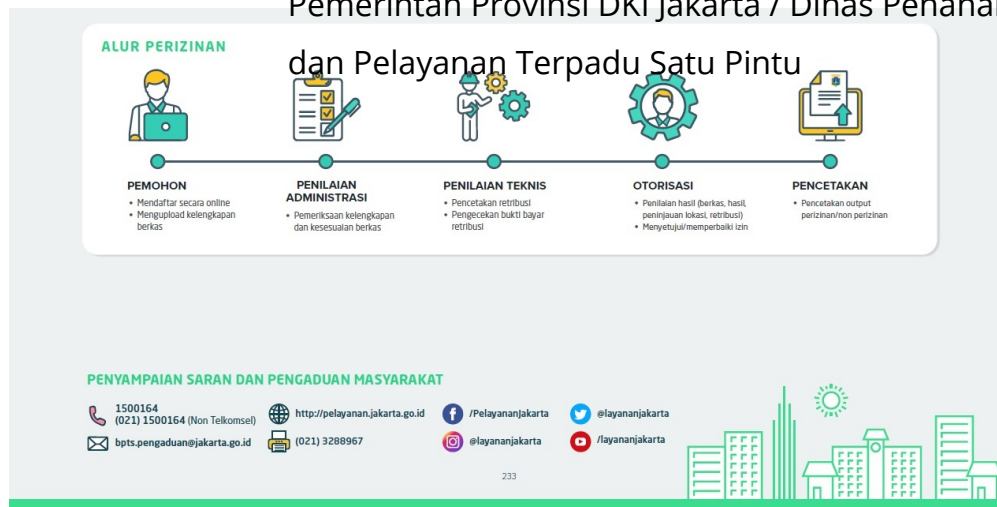 Pemerintah Provinsi DKI Jakarta / Dinas
dan Pelayanan Terpadu Satu Pintu
ALUR PERIZINAN
PEMOHON
• Mendaftar secara online
• Mengupload kelengkapan
berkas
PENILAIAN
ADMINISTRASI
• Pemeriksaan kelengkapan
dan kesesuaian berkas
PENILAIAN TEKNIS
• Pencetakan retribusi
• Pengecekan bukti bayar
retribusi
OTORISASI
• Penilaian hasil (berkas, hasil,
peninjauan lokasi, retribusi)
• Menyetujui/memperbaiki izin
PENCETAKAN
• Pencetakan output
perizinan/non perizinan
PENYAMPAIAN SARAN DAN PENGADUAN MASYARAKAT
1500164
(021) 1500164 (Non Telkomsel)
bpts.pengaduan@jakarta.go.id
http://pelayanan.jakarta.go.id
(021) 3288967
/PelayananJakarta
@layananjakarta
@layananjakarta
/layananjakarta
233